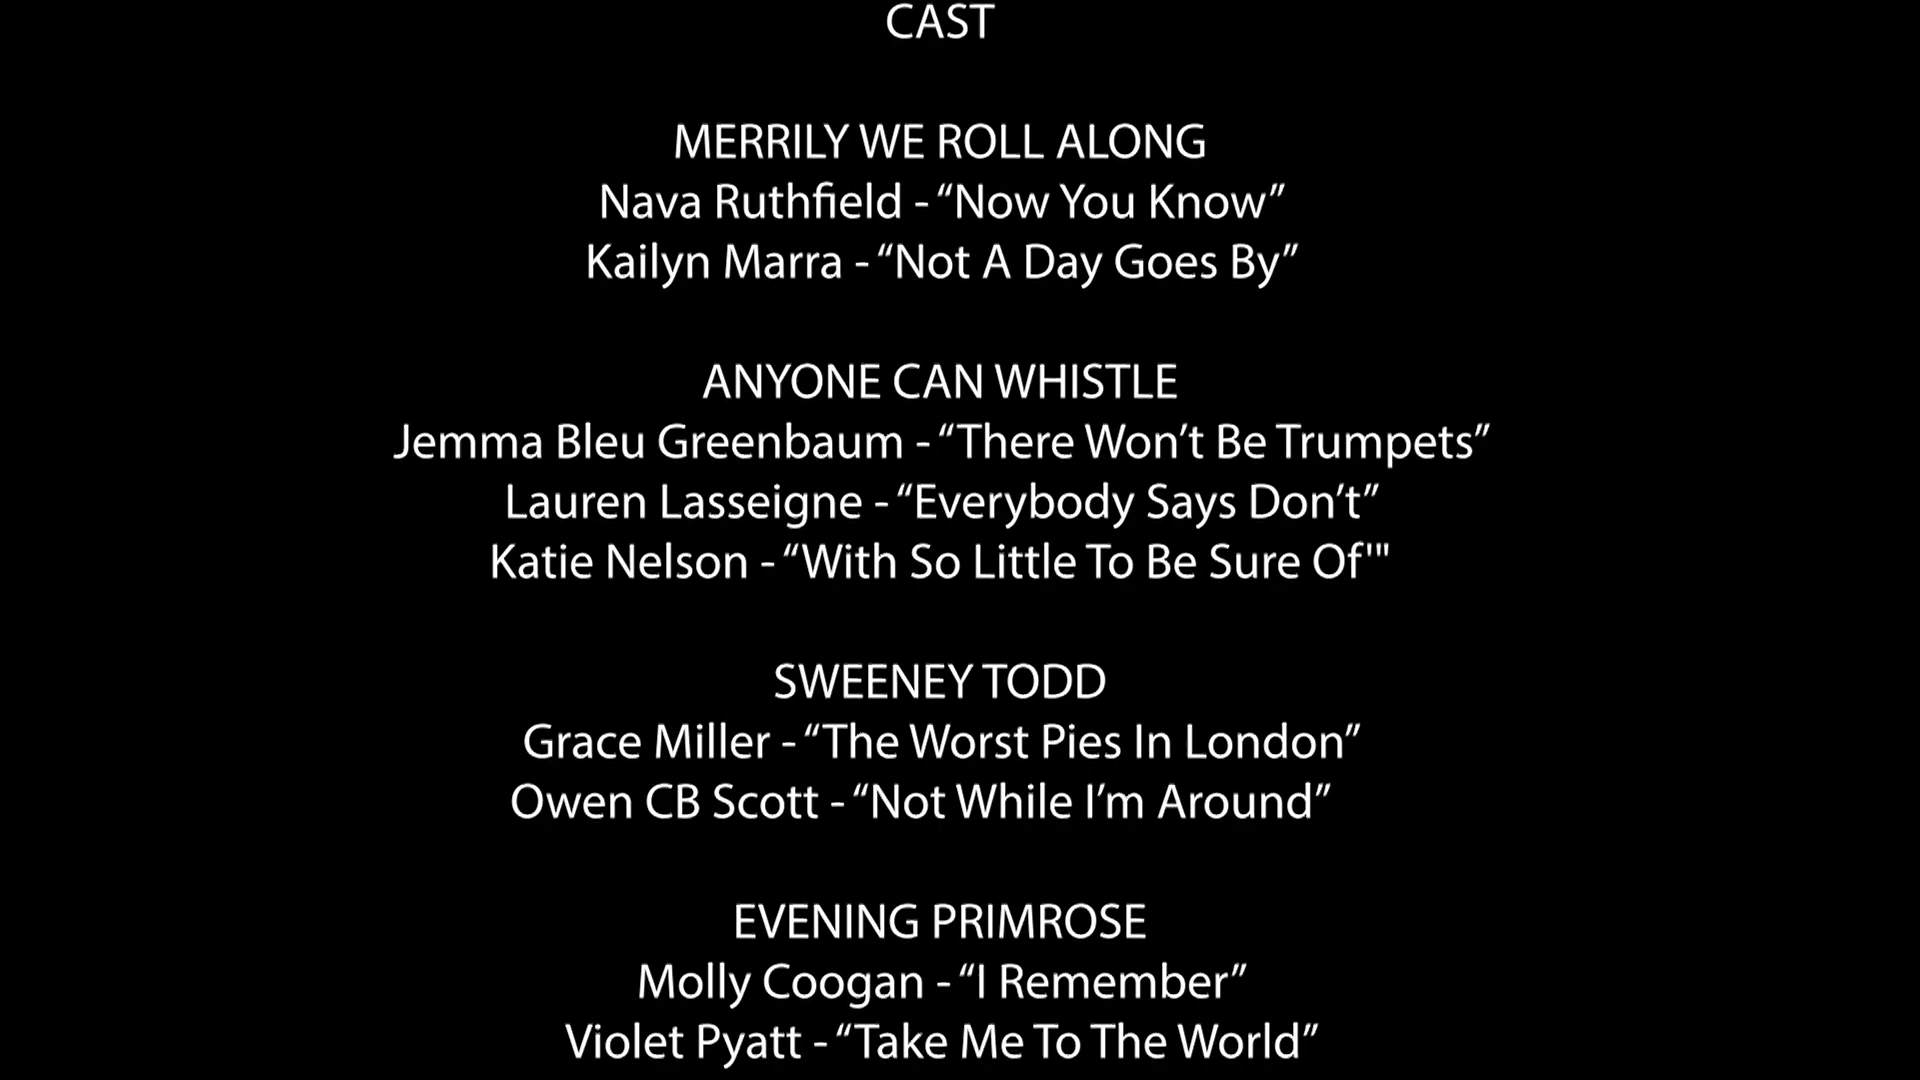 CAST
MERRILY WE ROLL ALONG
Nava Ruthfield - “Now You Know”
Kailyn Marra - “Not A Day Goes By”
ANYONE CAN WHISTLE
Jemma Bleu Greenbaum - “There Won’t Be Trumpets”
Lauren Lasseigne - “Everybody Says Don’t”
Katie Nelson - “With So Little To Be Sure Of'"
SWEENEY TODD
Grace Miller - “The Worst Pies In London”
Owen CB Scott - “Not While I’m Around”
EVENING PRIMROSE
Molly Coogan - “I Remember”
Violet Pyatt - “Take Me To The World”